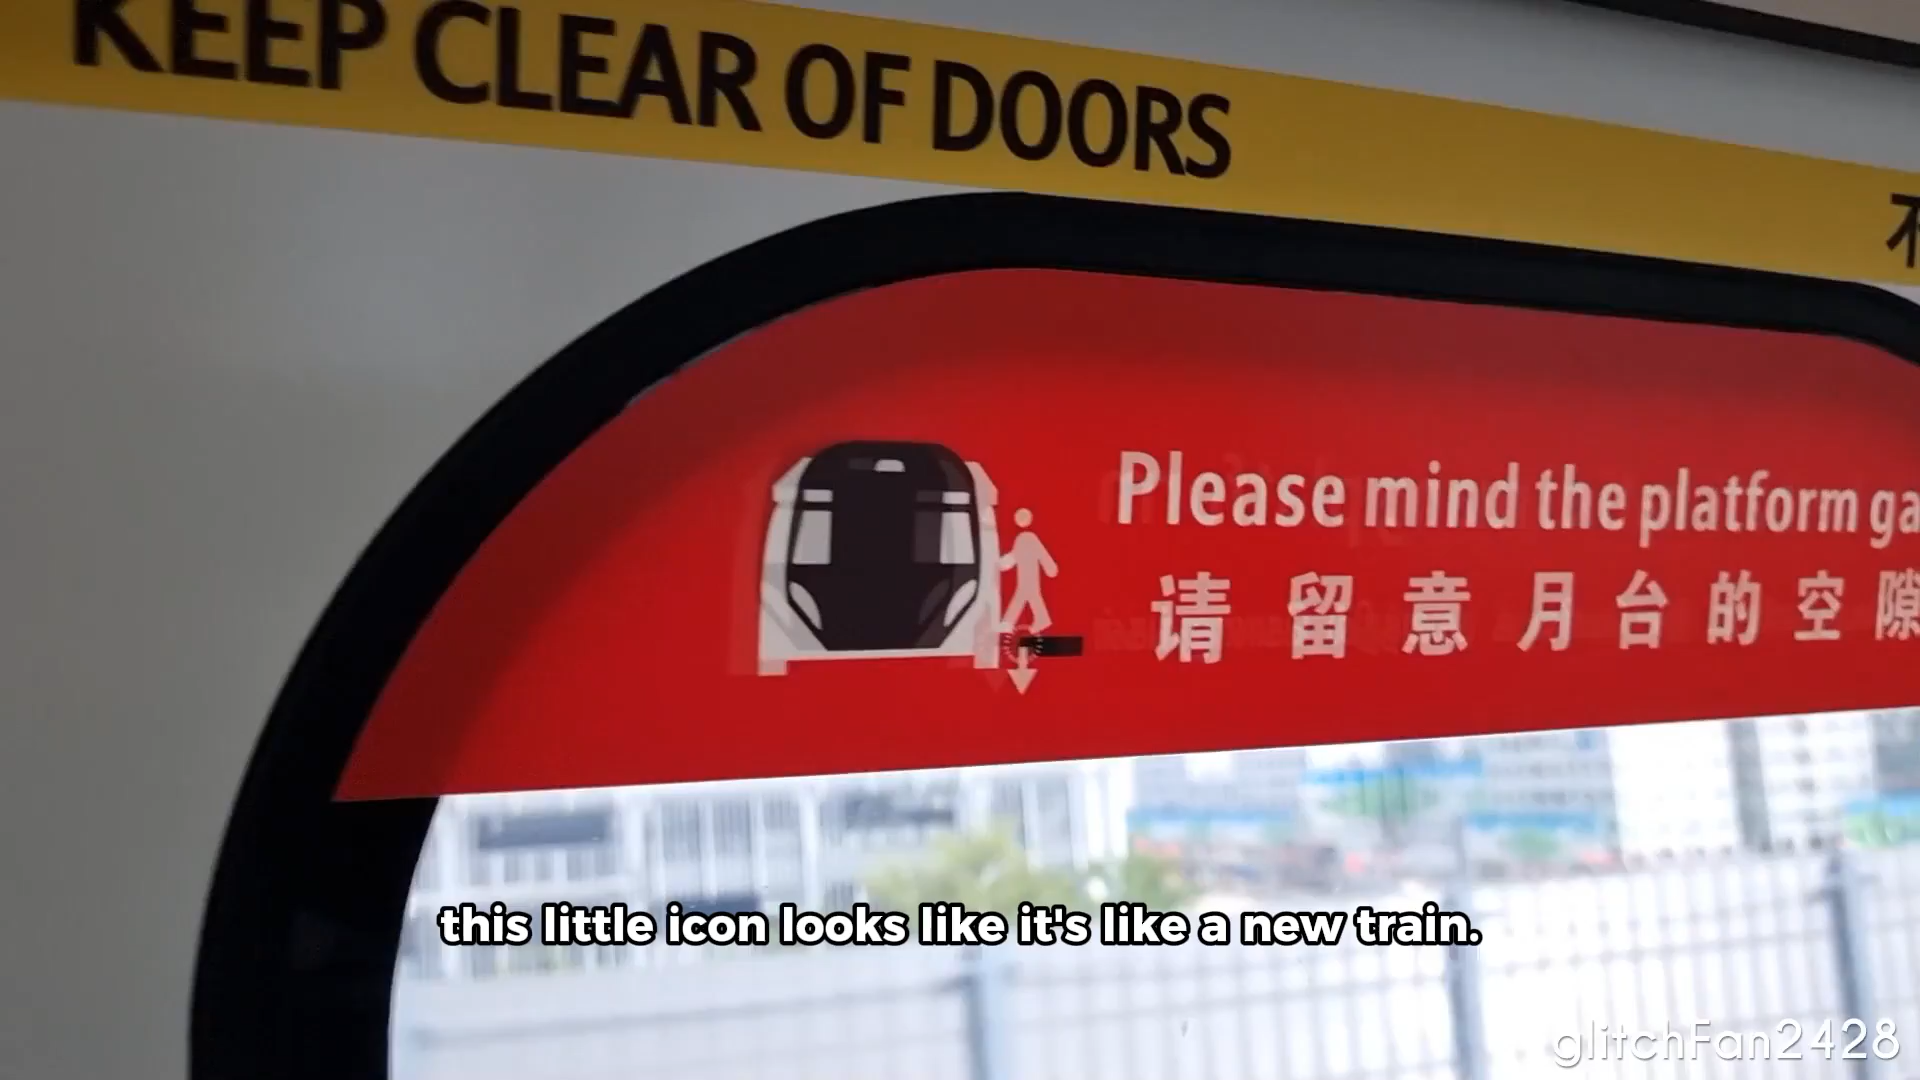 KEEP CLEAR OF DOORS
不
Please mind the platform ga
请留意月台的空隙
this little icon looks like it's like a new train.
glitchFan2428